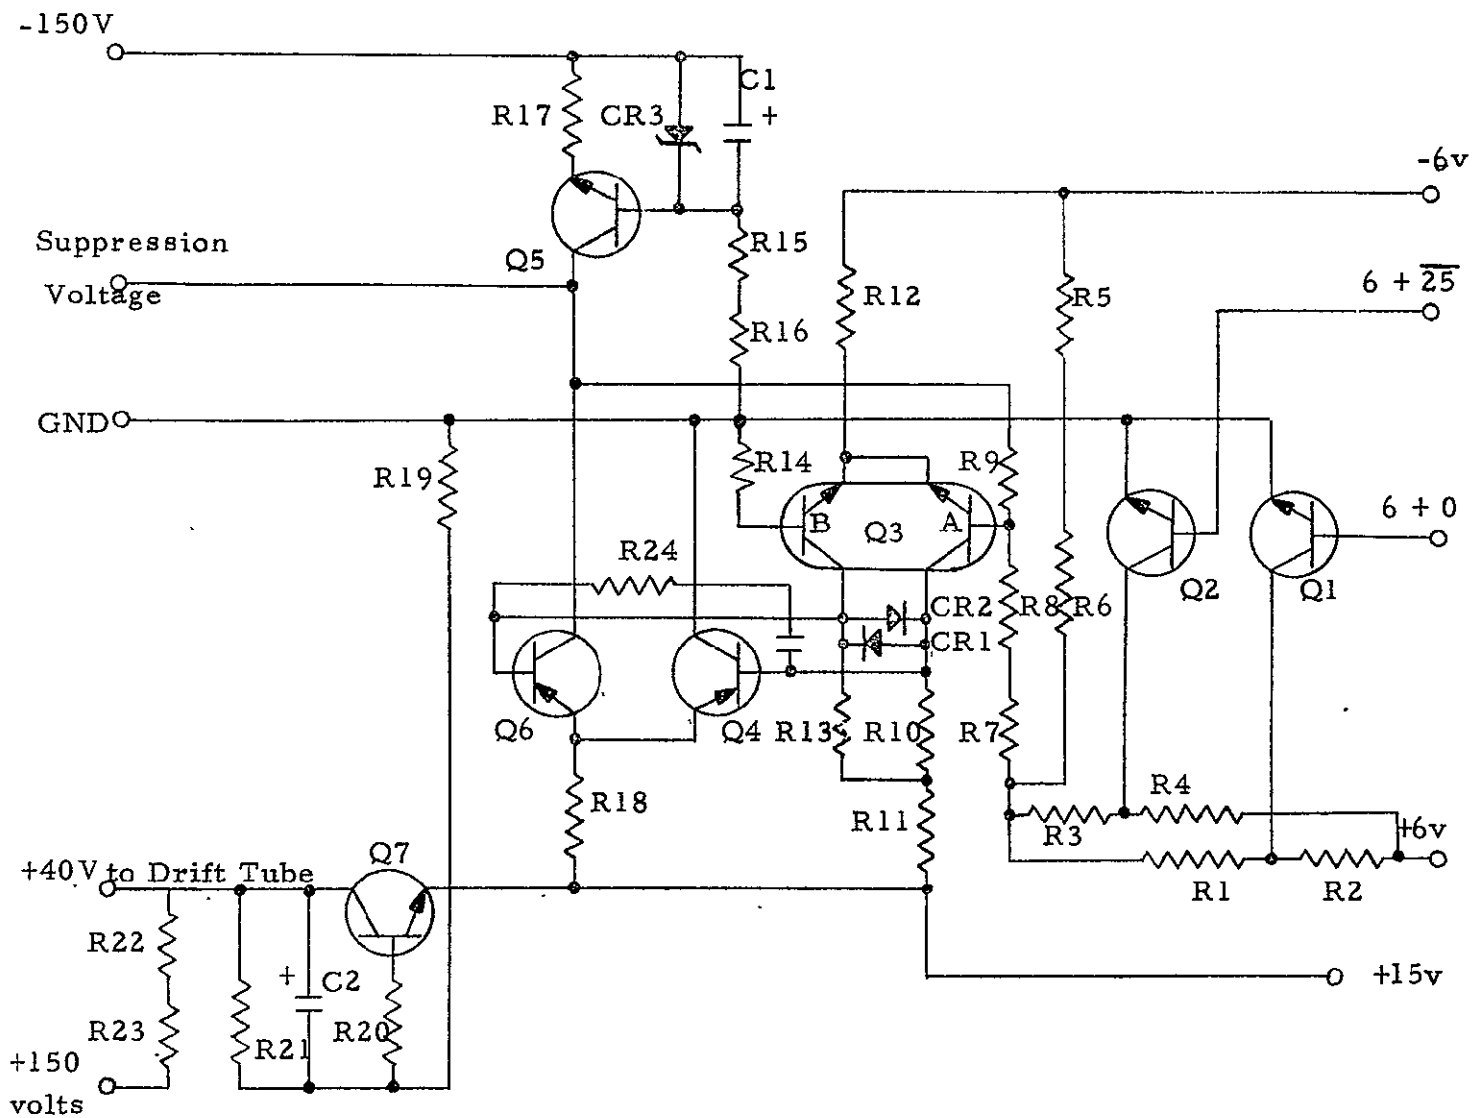 -150V
C1
R17
CR3
+
-6v
Suppression
Voltage
Q5
R15
R12
R5
6 + 2̅5̅
R16
GND
R19
R14
R9
B
Q3
A
6 + 0
R24
Q2
Q1
CR2
R8
R6
CR1
Q6
Q4
R13
R10
R7
R18
R11
R4
R3
+6v
+40V to Drift Tube
Q7
R1
R2
R22
+
C2
+15v
R23
R21
R20
+150
volts